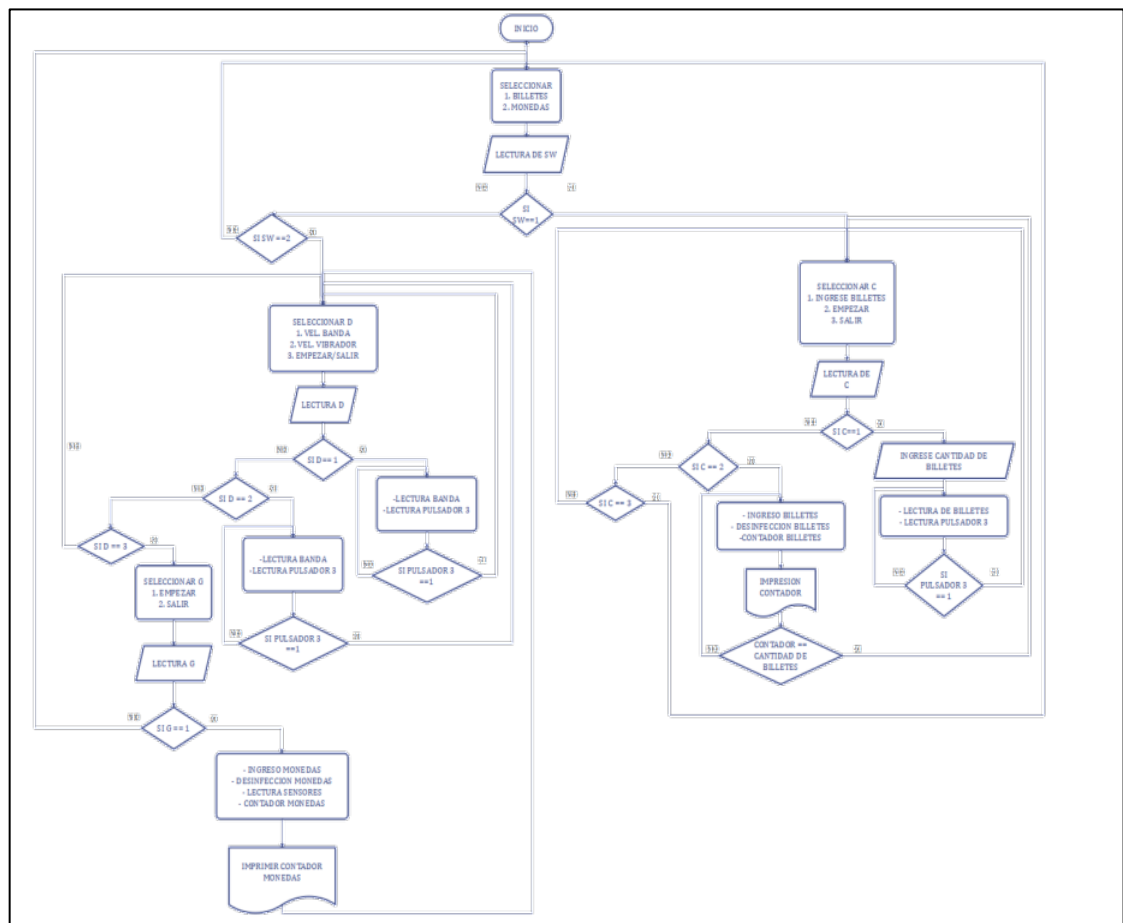 INICIO
SELECCIONAR
1. BILLETES
2. MONEDAS
LECTURA DE SW
NO
SI
SI
SW==1
NO
SI SW ==2
SI
SELECCIONAR D
1. VEL. BANDA
2. VEL. VIBRADOR
3. EMPEZAR/SALIR
LECTURA D
NO
SI D== 1
SI
-LECTURA BANDA
-LECTURA PULSADOR 3
NO
SI PULSADOR 3
==1
SI
NO
SI D == 2
SI
-LECTURA BANDA
-LECTURA PULSADOR 3
NO
SI PULSADOR 3
==1
SI
NO
SI D == 3
SI
SELECCIONAR G
1. EMPEZAR
2. SALIR
LECTURA G
NO
SI G == 1
SI
- INGRESO MONEDAS
- DESINFECCION MONEDAS
- LECTURA SENSORES
- CONTADOR MONEDAS
IMPRIMIR CONTADOR
MONEDAS
SELECCIONAR C
1. INGRESE BILLETES
2. EMPEZAR
3. SALIR
LECTURA DE
C
NO
SI C==1
SI
INGRESE CANTIDAD DE
BILLETES
- LECTURA DE BILLETES
- LECTURA PULSADOR 3
NO
SI
PULSADOR 3
== 1
SI
NO
SI C == 2
SI
- INGRESO BILLETES
- DESINFECCION BILLETES
-CONTADOR BILLETES
IMPRESION
CONTADOR
NO
CONTADOR ==
CANTIDAD DE
BILLETES
SI
NO
SI C == 3
SI